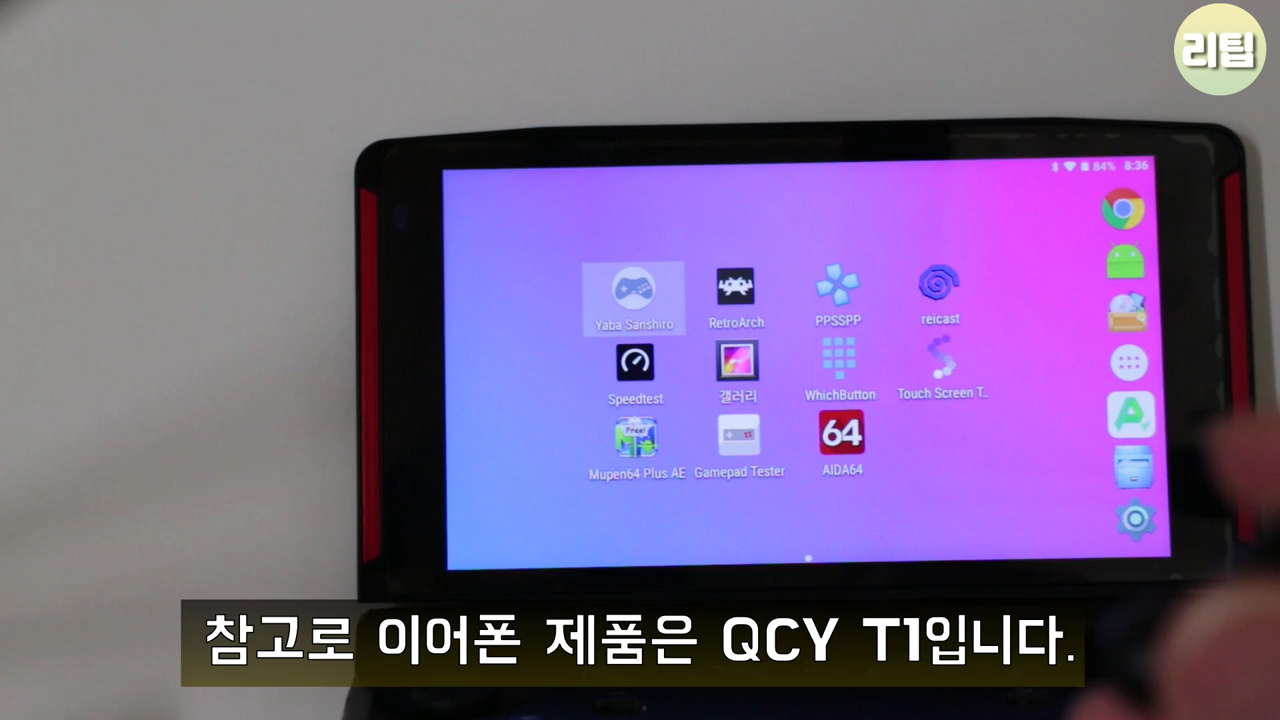 리팁
84% 8:36
Yaba Sanshiro
RetroArch
PPSSPP
reicast
Speedtest
갤러리
WhichButton
Touch Screen T..
Free!
Mupen64 Plus AE
Gamepad Tester
64
AIDA64
참고로 이어폰 제품은 QCY T1입니다.